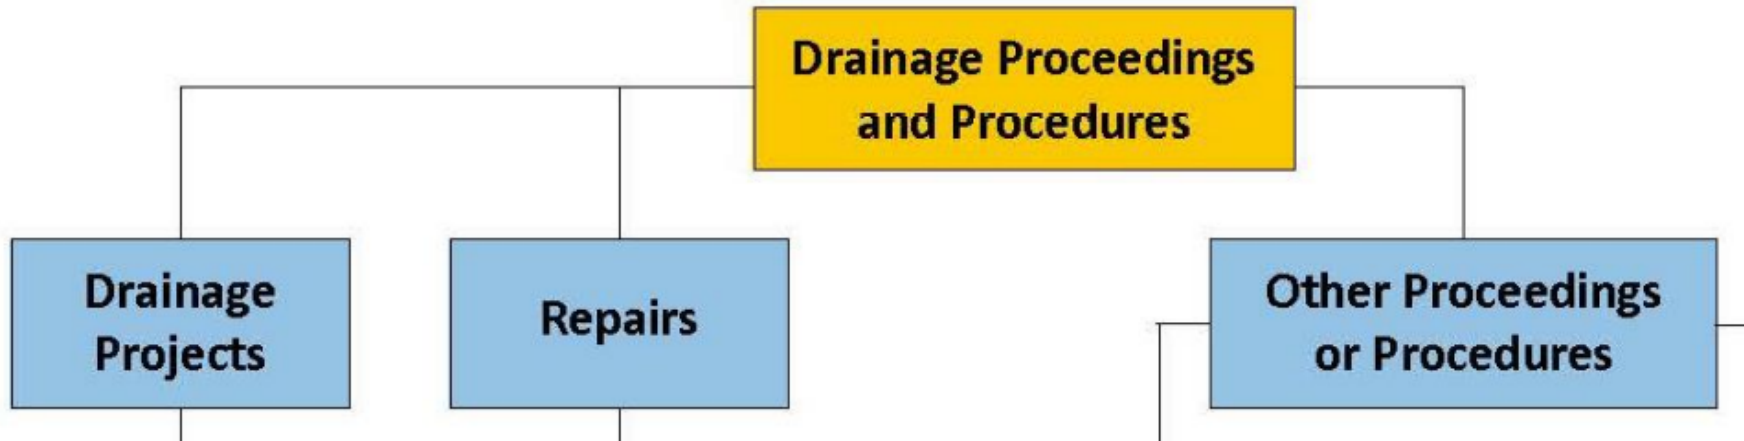 Drainage Proceedings
and Procedures
Drainage
Projects
Repairs
Other Proceedings
or Procedures